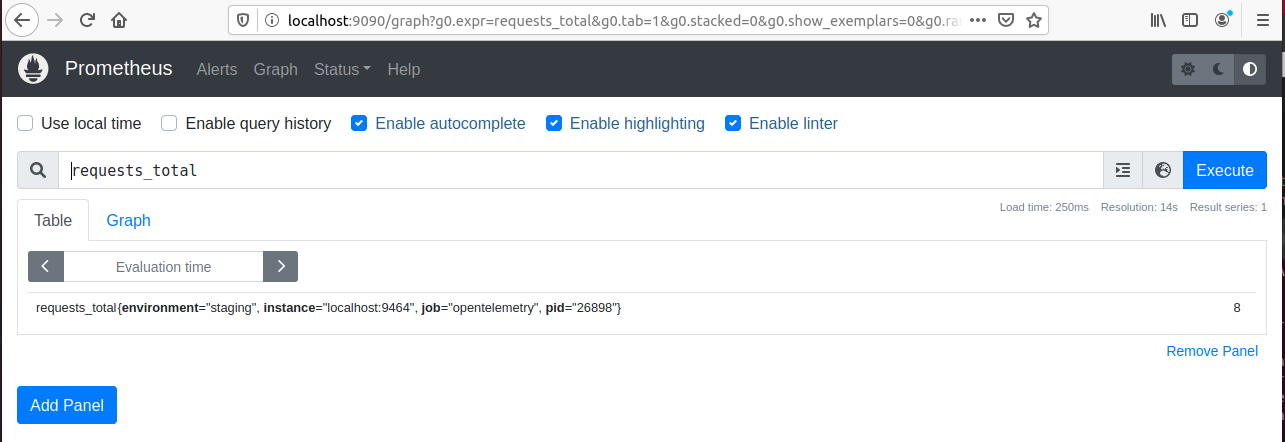 localhost:9090/graph?g0.expr=requests_total&g0.tab=1&g0.stacked=0&g0.show_exemplars=0&g0.ra
Prometheus Alerts Graph Status Help
Use local time Enable query history Enable autocomplete Enable highlighting Enable linter
requests_total Execute
Load time: 250ms Resolution: 14s Result series: 1
Table Graph
Evaluation time
requests_total{environment="staging", instance="localhost:9464", job="opentelemetry", pid="26898"} 8
Remove Panel
Add Panel